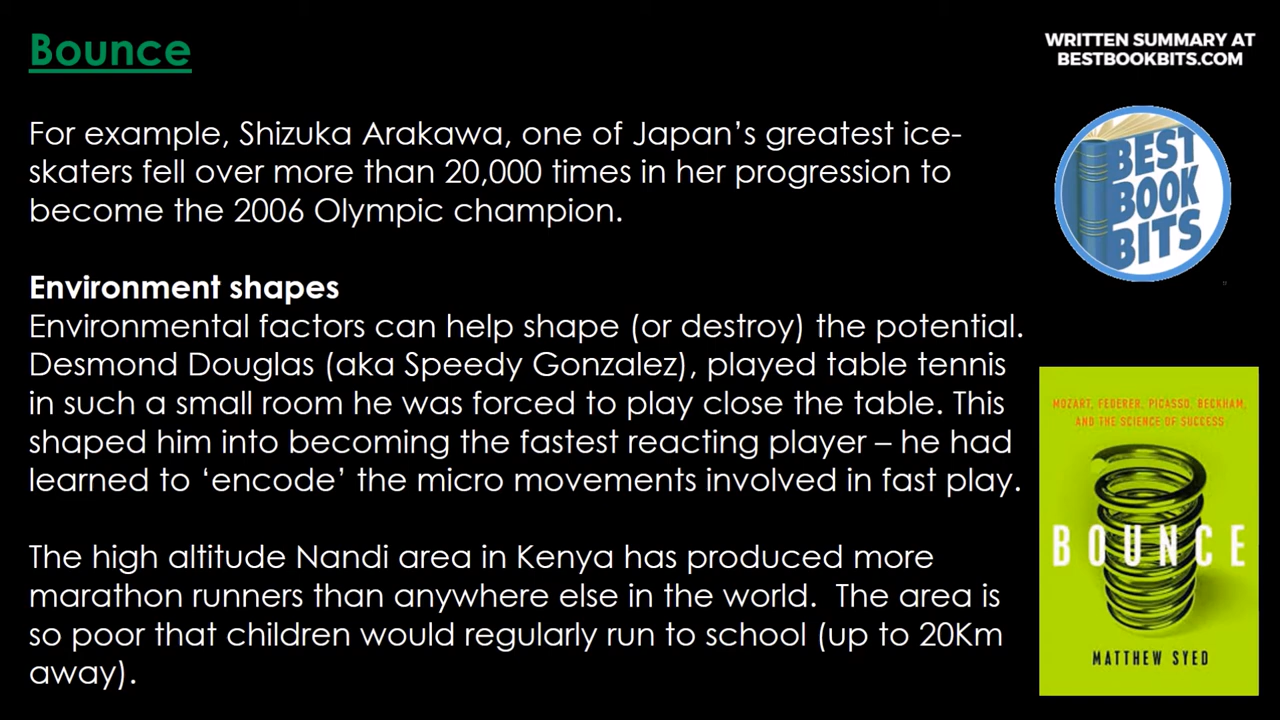 Bounce
WRITTEN SUMMARY AT
BESTBOOKBITS.COM
For example, Shizuka Arakawa, one of Japan's greatest ice-
skaters fell over more than 20,000 times in her progression to
become the 2006 Olympic champion.
BEST
BOOK
BITS
Environment shapes
Environmental factors can help shape (or destroy) the potential.
Desmond Douglas (aka Speedy Gonzalez), played table tennis
in such a small room he was forced to play close the table. This
shaped him into becoming the fastest reacting player – he had
learned to ‘encode’ the micro movements involved in fast play.
The high altitude Nandi area in Kenya has produced more
marathon runners than anywhere else in the world.  The area is
so poor that children would regularly run to school (up to 20Km
away).
MOZART, FEDERER, PICASSO, BECKHAM,
AND THE SCIENCE OF SUCCESS
BOUNCE
MATTHEW SYED